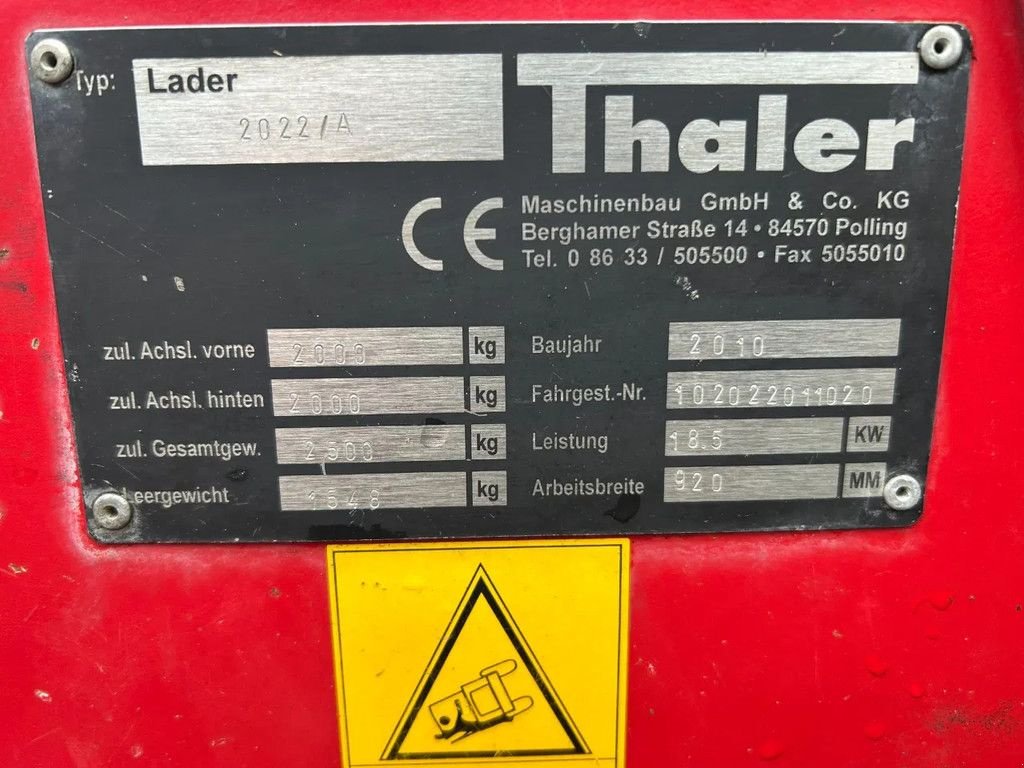 Typ: Lader
2022/A
Thaler
CE
Maschinenbau GmbH & Co. KG
Berghamer Straße 14 • 84570 Polling
Tel. 0 86 33 / 505500 • Fax 5055010
zul. Achsl. vorne 2000 kg
zul. Achsl. hinten 2000 kg
zul. Gesamtgew. 2500 kg
Leergewicht 1548 kg
Baujahr 2010
Fahrgest.-Nr. 102022011020
Leistung 18.5 KW
Arbeitsbreite 920 MM